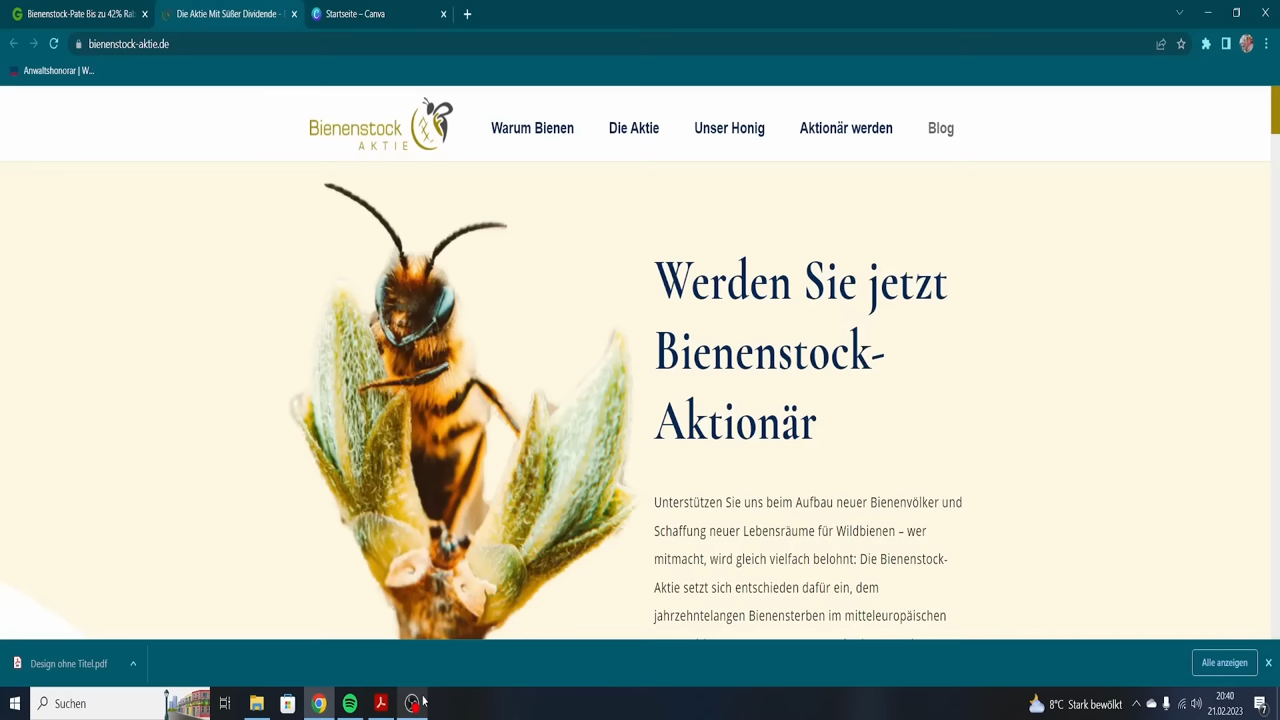 Bienenstock-Pate Bis zu 42% Rab
Die Aktie Mit Süßer Dividende -
Startseite – Canva
bienenstock-aktie.de
Anwaltshonorar | W...
Bienenstock
AKTIE
Warum Bienen
Die Aktie
Unser Honig
Aktionär werden
Blog
Werden Sie jetzt
Bienenstock-
Aktionär
Unterstützen Sie uns beim Aufbau neuer Bienenvölker und
Schaffung neuer Lebensräume für Wildbienen – wer
mitmacht, wird gleich vielfach belohnt: Die Bienenstock-
Aktie setzt sich entschieden dafür ein, dem
jahrzehntelangen Bienensterben im mitteleuropäischen
Design ohne Titel.pdf
Alle anzeigen
Suchen
8°C Stark bewölkt
20:40
21.02.2023